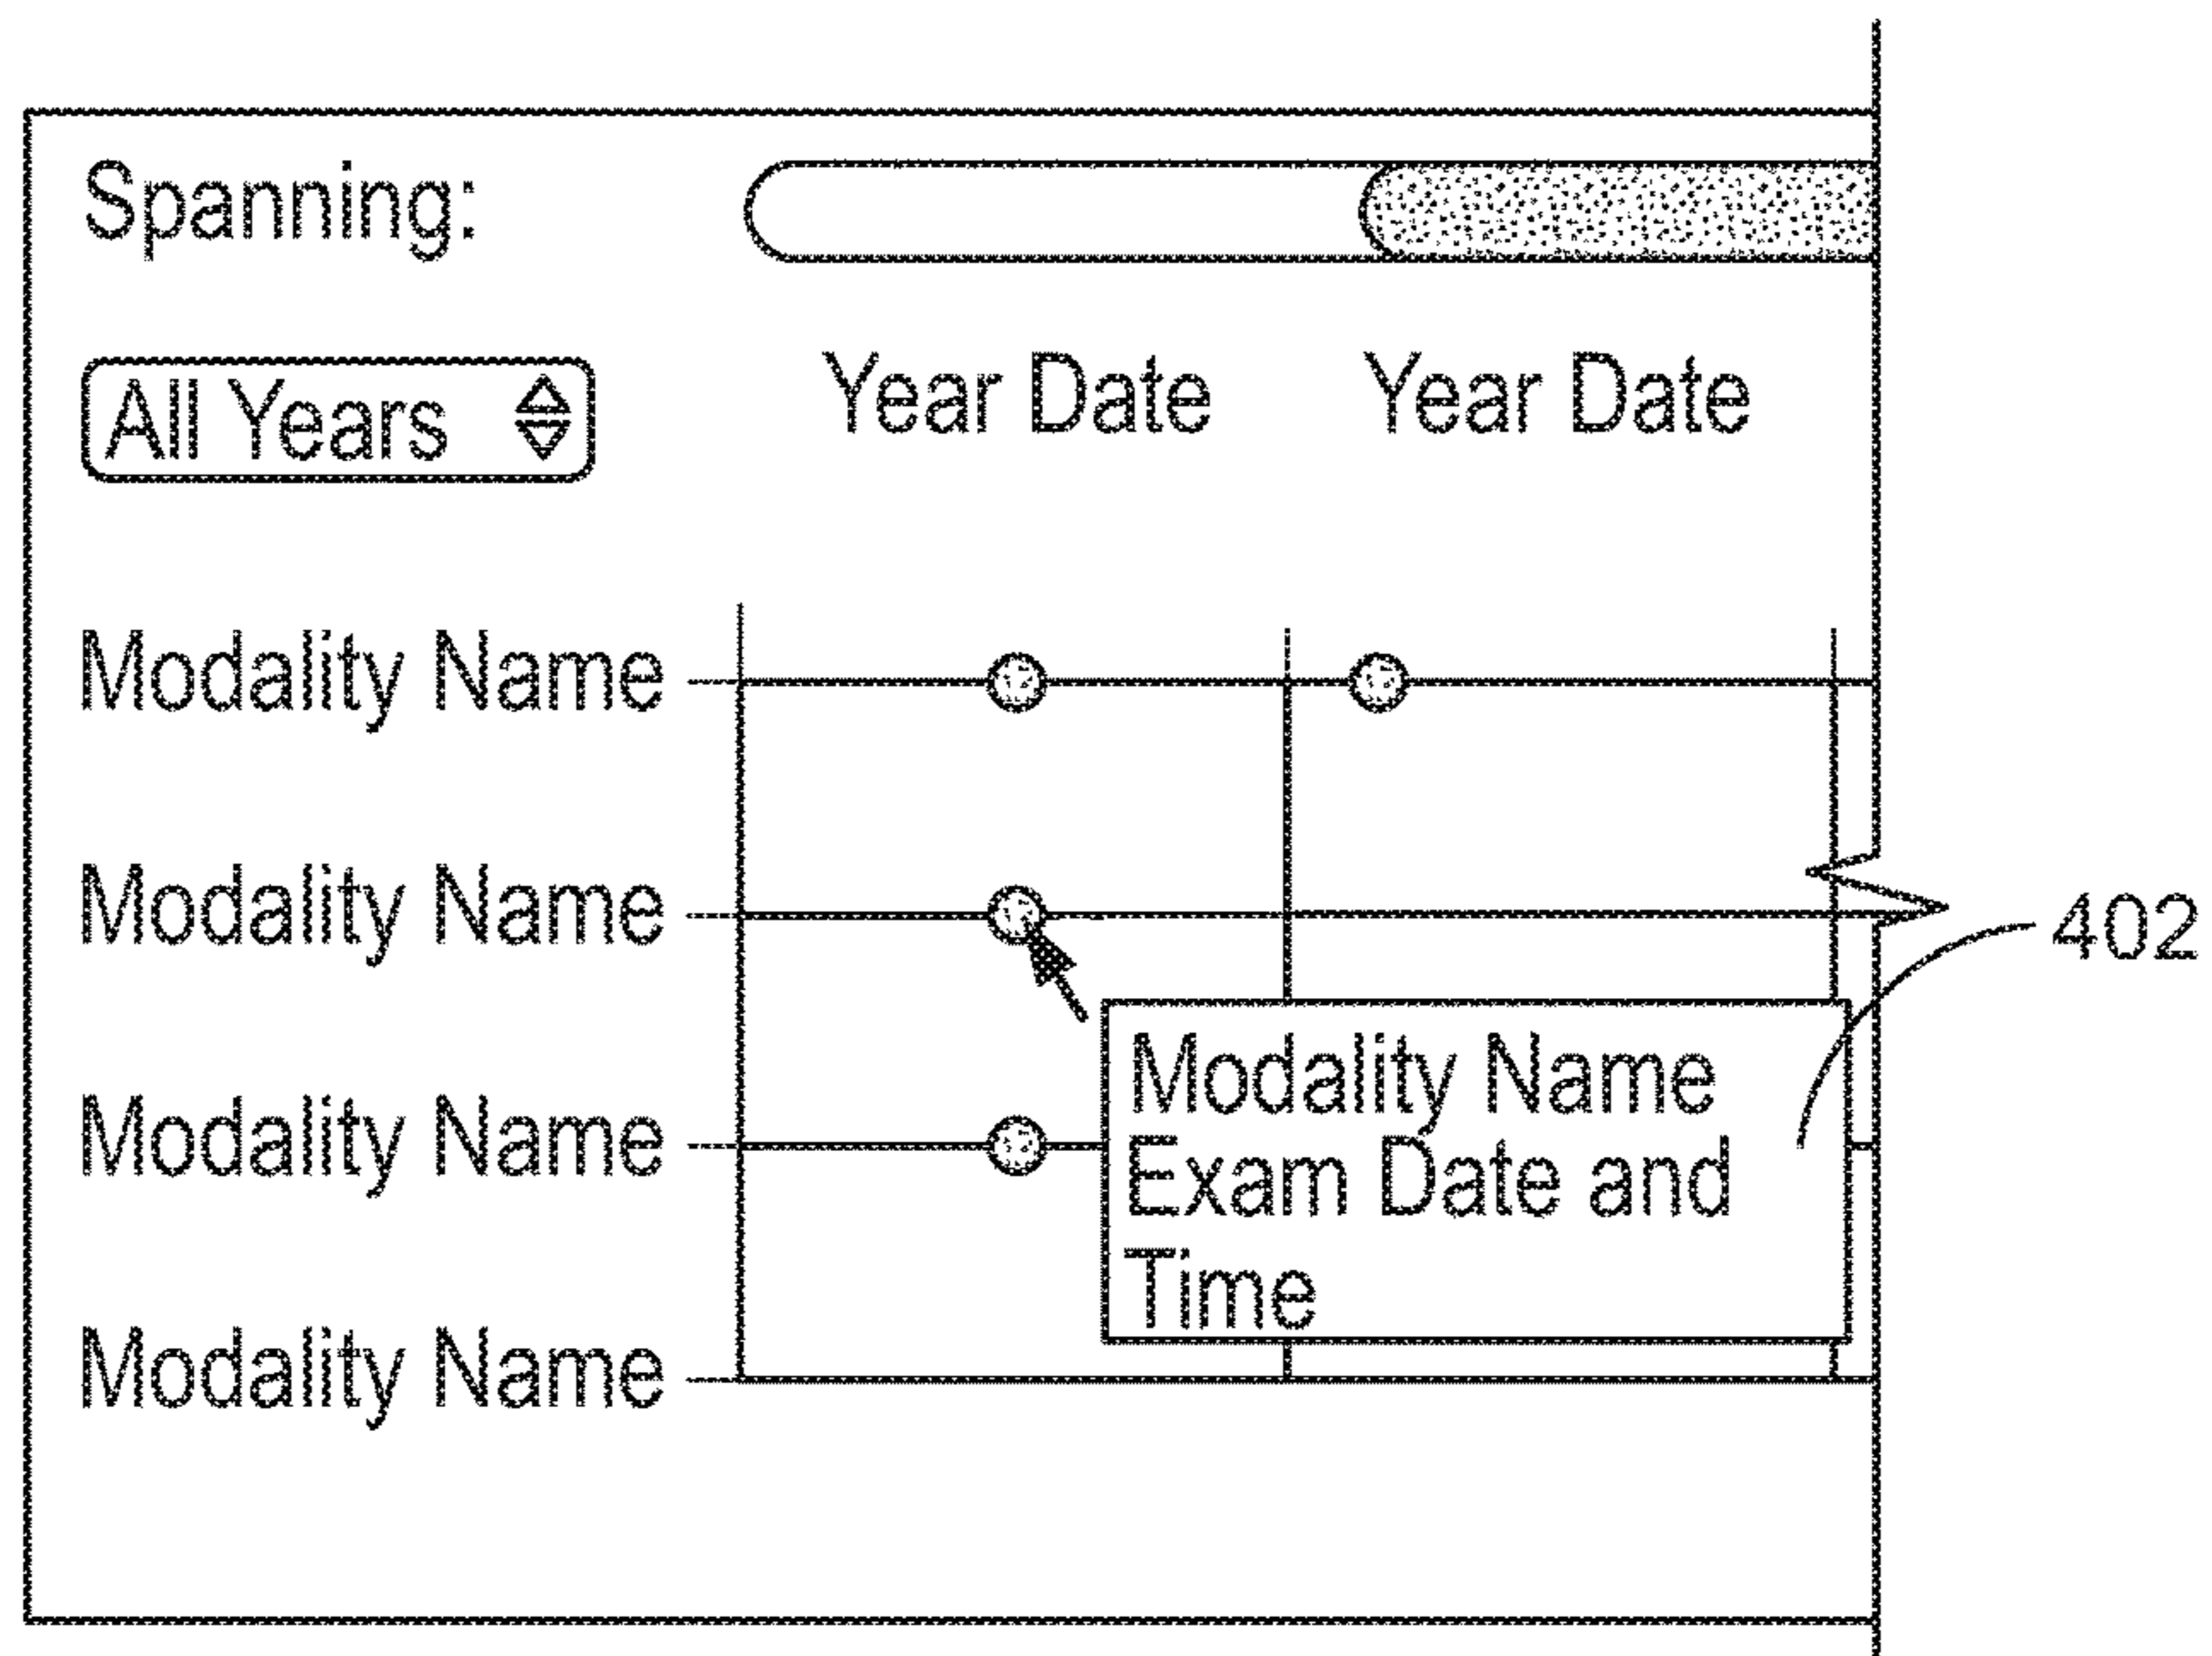 Spanning:
All Years
Year Date
Year Date
Modality Name
Modality Name
402
Modality Name
Exam Date and
Time
Modality Name
Modality Name